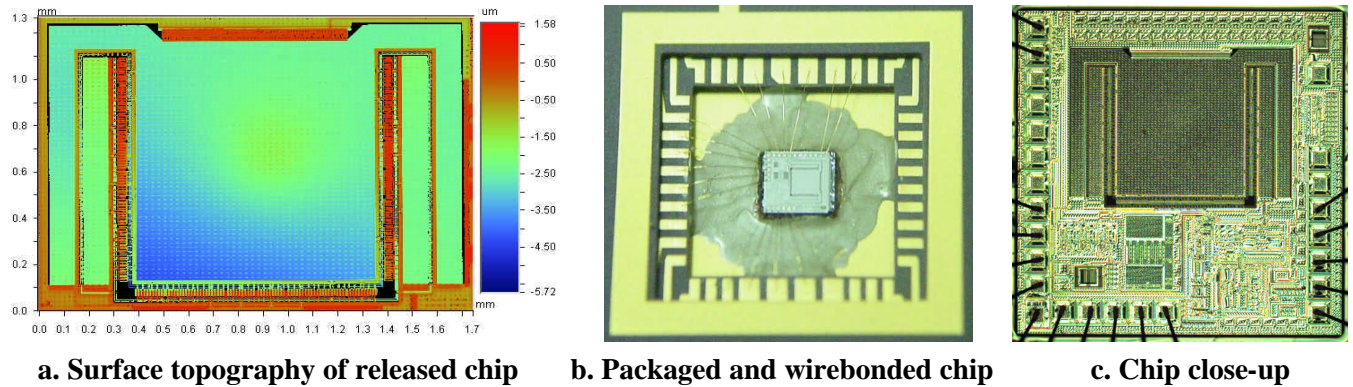 mm
1.3
1.0
0.8
0.6
0.4
0.2
0.0
0.0 0.1 0.2 0.3 0.4 0.5 0.6 0.7 0.8 0.9 1.0 1.1 1.2 1.3 1.4 1.5 1.6 1.7
mm
um
1.58
0.50
-0.50
-1.50
-2.50
-3.50
-4.50
-5.72
a. Surface topography of released chip
b. Packaged and wirebonded chip
c. Chip close-up